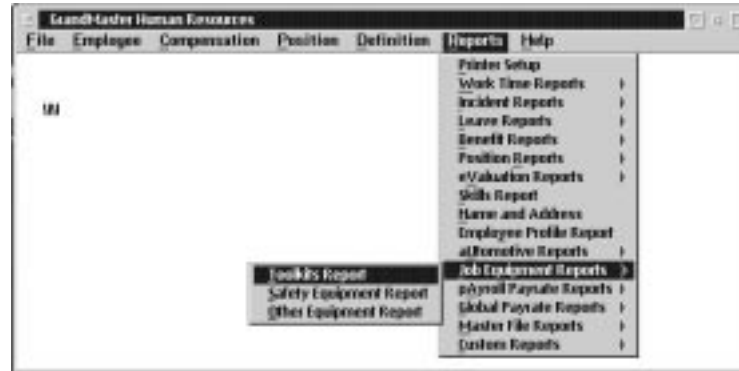 GrandMaster Human Resources
File Employee Compensation Position Definition Reports Help
Printer Setup
Work Time Reports
Incident Reports
Leave Reports
Benefit Reports
Position Reports
eValuation Reports
Skills Report
Name and Address
Employee Profile Report
aUtomotive Reports
Job Equipment Reports
pAyroll Payrate Reports
Global Payrate Reports
Master File Reports
Custom Reports
Toolkits Report
Safety Equipment Report
Other Equipment Report